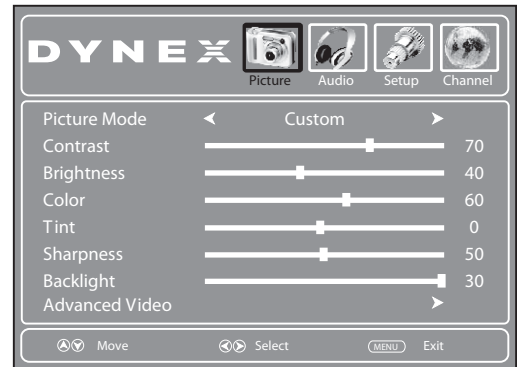 DYNEX
Picture Audio Setup Channel
Picture Mode Custom
Contrast 70
Brightness 40
Color 60
Tint 0
Sharpness 50
Backlight 30
Advanced Video
Move Select MENU Exit